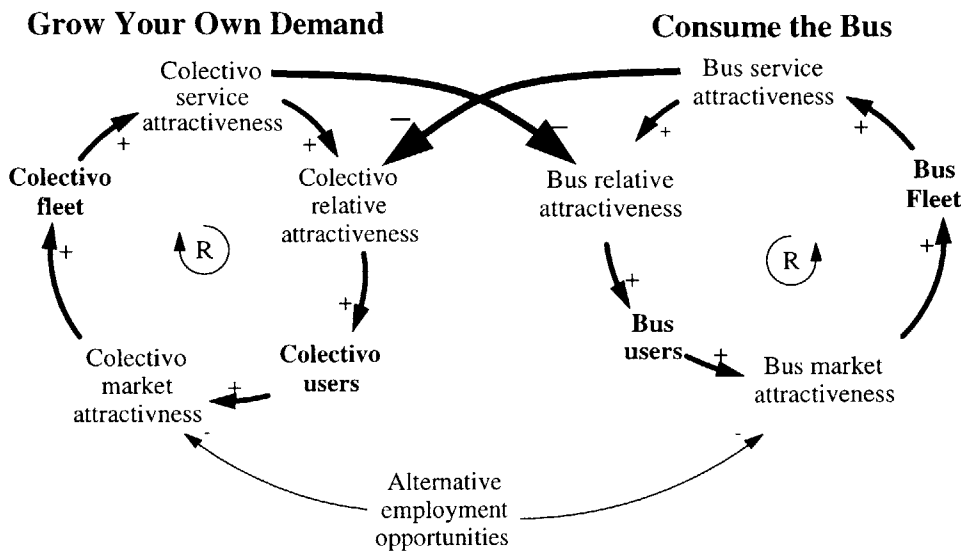 Grow Your Own Demand
Consume the Bus
Colectivo
service
attractiveness
Bus service
attractiveness
+
+
−
−
+
+
Colectivo
fleet
Colectivo
relative
attractiveness
Bus relative
attractiveness
Bus
Fleet
+
R
R
+
+
+
Colectivo
market
attractivness
+
Colectivo
users
Bus
users
+
Bus market
attractiveness
-
-
Alternative
employment
opportunities